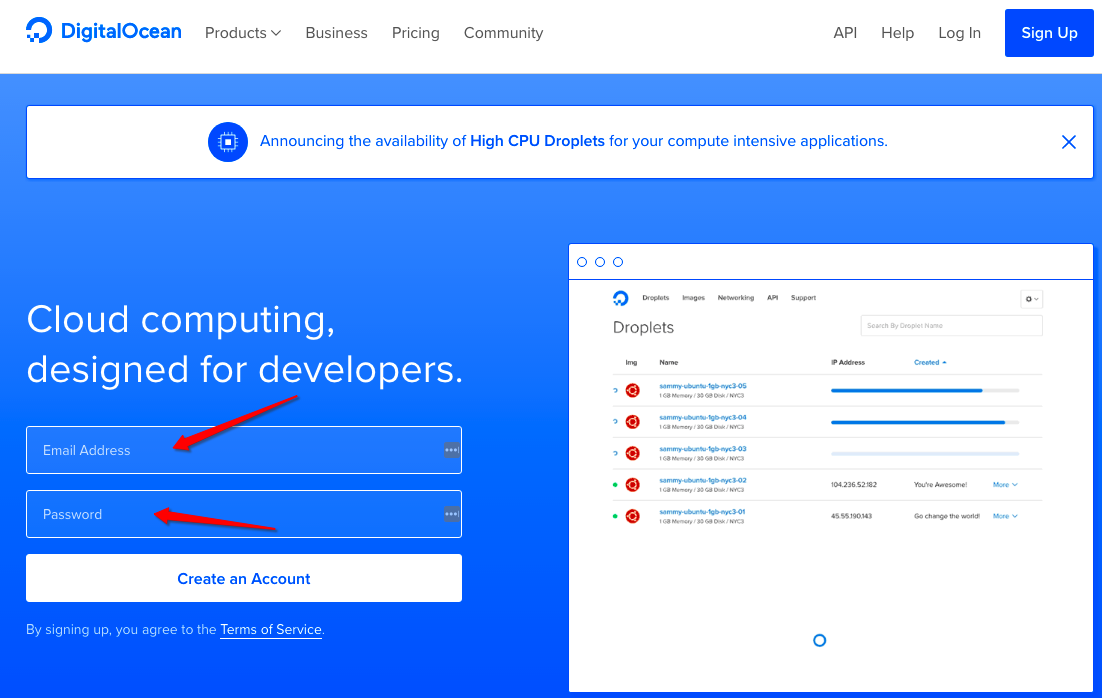 DigitalOcean Products Business Pricing Community API Help Log In Sign Up
Announcing the availability of High CPU Droplets for your compute intensive applications.
Cloud computing,
designed for developers.
Email Address
Password
Create an Account
By signing up, you agree to the Terms of Service.
Droplets Images Networking API Support
Droplets
Search By Droplet Name
Img Name IP Address Created
sammy-ubuntu-1gb-nyc3-05
1 GB Memory / 30 GB Disk / NYC3
sammy-ubuntu-1gb-nyc3-04
1 GB Memory / 30 GB Disk / NYC3
sammy-ubuntu-1gb-nyc3-03
1 GB Memory / 30 GB Disk / NYC3
sammy-ubuntu-1gb-nyc3-02 104.236.52.182 You're Awesome! More
1 GB Memory / 30 GB Disk / NYC3
sammy-ubuntu-1gb-nyc3-01 45.55.190.143 Go change the world! More
1 GB Memory / 30 GB Disk / NYC3